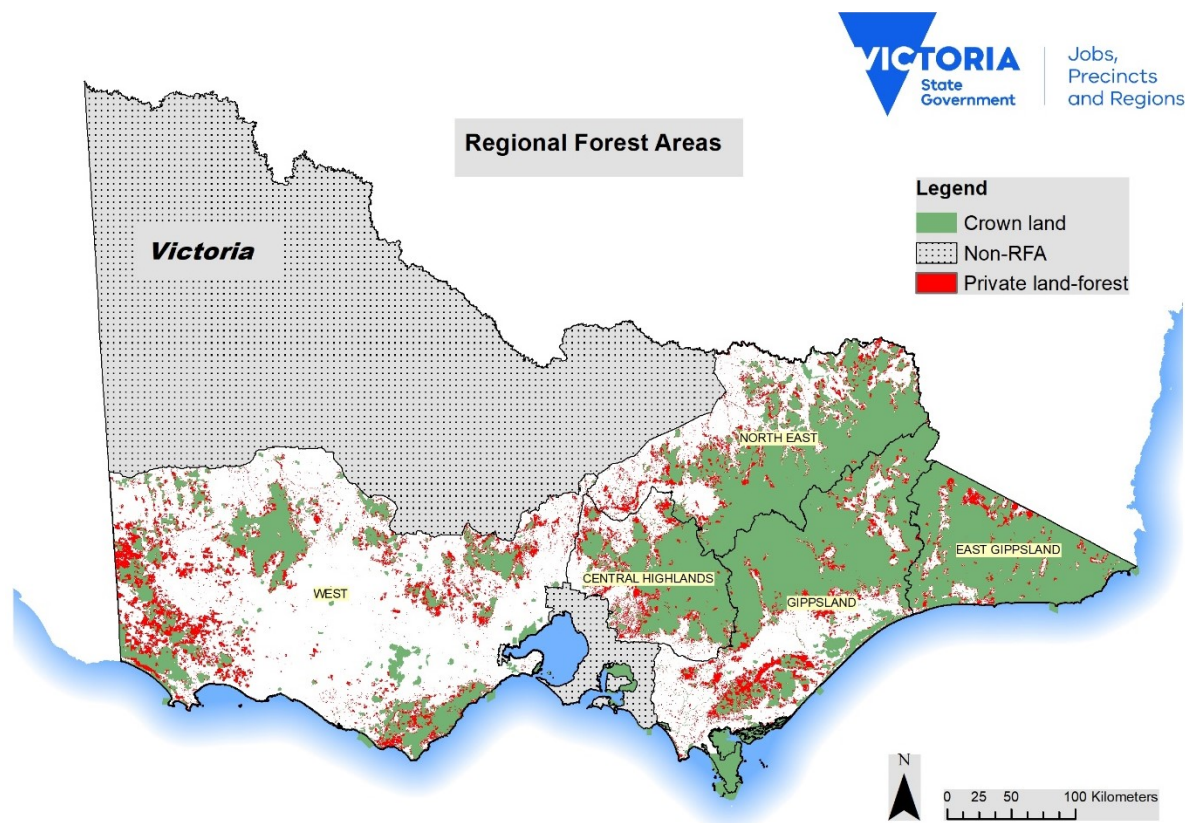 VICTORIA
State
Government
Jobs,
Precincts
and Regions
Regional Forest Areas
Legend
Crown land
Non-RFA
Private land-forest
Victoria
NORTH EAST
EAST GIPPSLAND
CENTRAL HIGHLANDS
WEST
GIPPSLAND
N
0 25 50 100 Kilometers